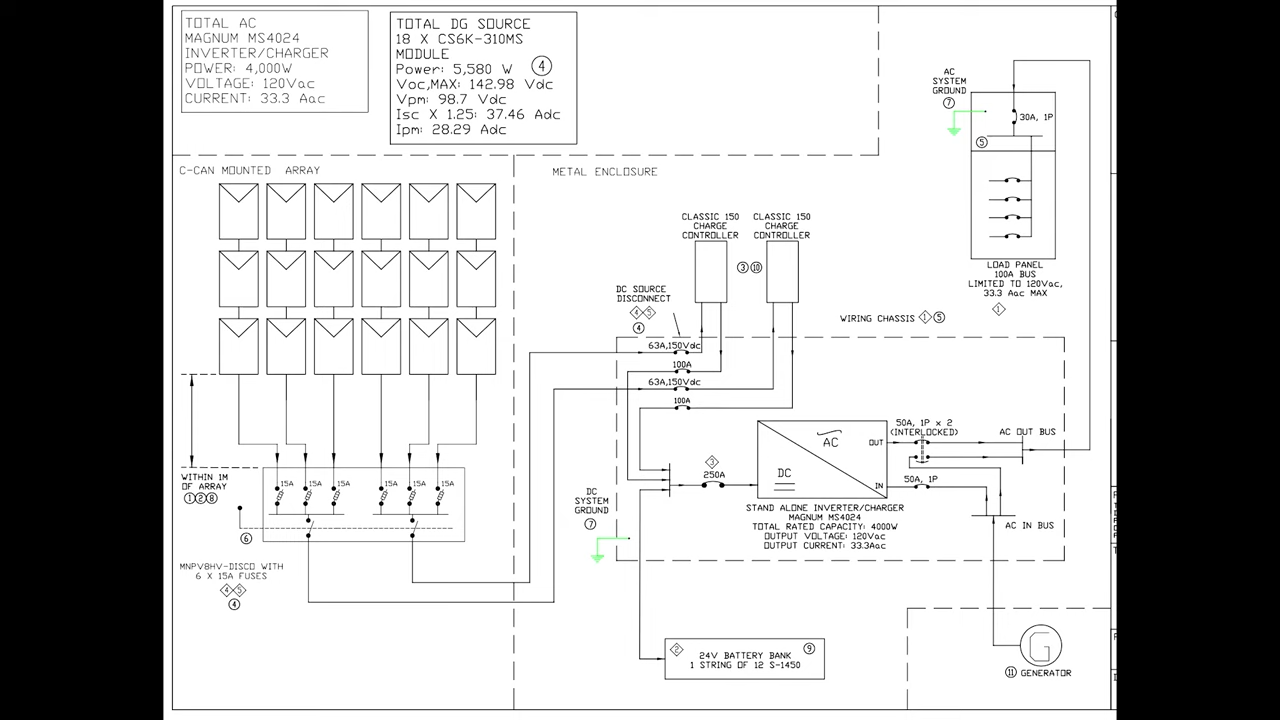 TOTAL AC
MAGNUM MS4024
INVERTER/CHARGER
POWER: 4,000W
VOLTAGE: 120Vac
CURRENT: 33.3 Aac
TOTAL DG SOURCE
18 X CS6K-310MS
MODULE
Power: 5,580 W
4
Voc,MAX: 142.98 Vdc
Vpm: 98.7 Vdc
Isc X 1.25: 37.46 Adc
Ipm: 28.29 Adc
AC
SYSTEM
GROUND
7
30A, 1P
5
LOAD PANEL
100A BUS
LIMITED TO 120Vac,
33.3 Aac MAX
1
C-CAN MOUNTED ARRAY
METAL ENCLOSURE
CLASSIC 150
CHARGE
CONTROLLER
CLASSIC 150
CHARGE
CONTROLLER
3 10
DC SOURCE
DISCONNECT
4 5
4
WIRING CHASSIS 1 5
63A,150Vdc
100A
63A,150Vdc
100A
50A, 1P x 2
(INTERLOCKED)
AC OUT BUS
AC
OUT
DC
IN
3
250A
50A, 1P
AC IN BUS
STAND ALONE INVERTER/CHARGER
MAGNUM MS4024
TOTAL RATED CAPACITY: 4000W
OUTPUT VOLTAGE: 120Vac
OUTPUT CURRENT: 33.3Aac
WITHIN 1M
OF ARRAY
1 2 8
15A 15A 15A 15A 15A 15A
6
DC
SYSTEM
GROUND
7
MNPV8HV-DISCO WITH
6 X 15A FUSES
4 5
4
2
9
24V BATTERY BANK
1 STRING OF 12 S-1450
G
11 GENERATOR